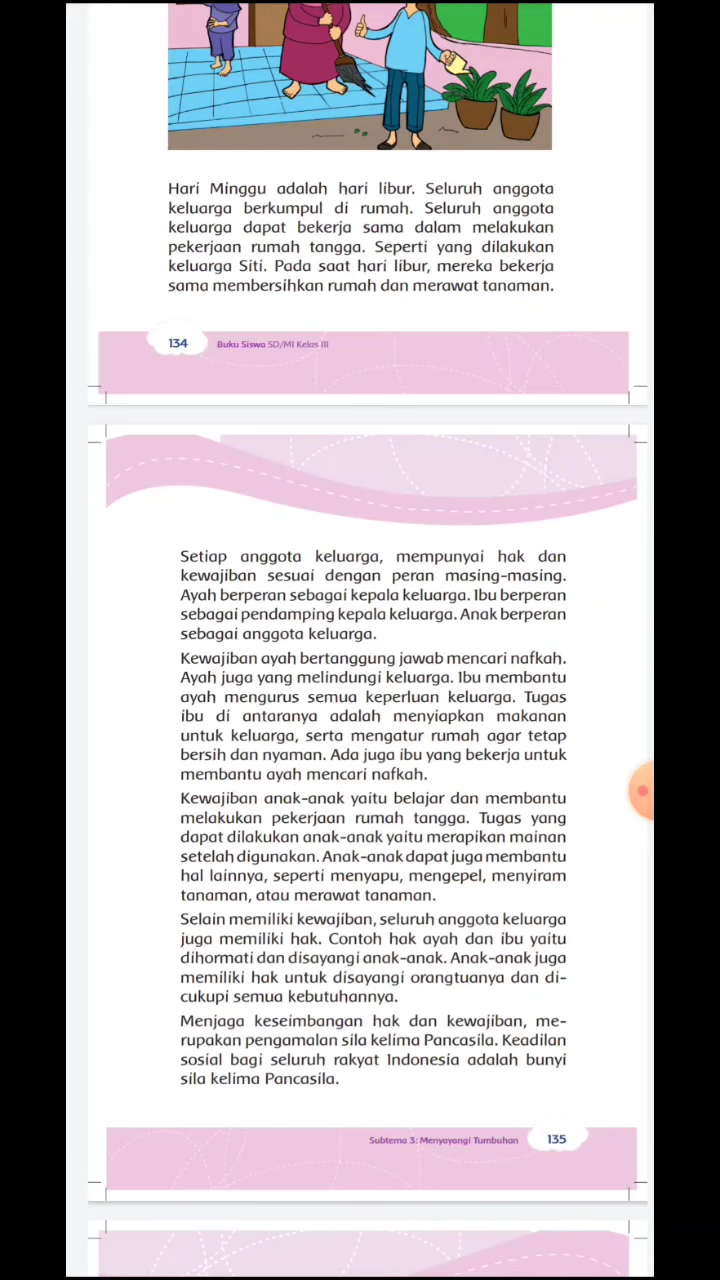 Hari Minggu adalah hari libur. Seluruh anggota
keluarga berkumpul di rumah. Seluruh anggota
keluarga dapat bekerja sama dalam melakukan
pekerjaan rumah tangga. Seperti yang dilakukan
keluarga Siti. Pada saat hari libur, mereka bekerja
sama membersihkan rumah dan merawat tanaman.
134 Buku Siswa SD/MI Kelas III
Setiap anggota keluarga, mempunyai hak dan
kewajiban sesuai dengan peran masing-masing.
Ayah berperan sebagai kepala keluarga. Ibu berperan
sebagai pendamping kepala keluarga. Anak berperan
sebagai anggota keluarga.
Kewajiban ayah bertanggung jawab mencari nafkah.
Ayah juga yang melindungi keluarga. Ibu membantu
ayah mengurus semua keperluan keluarga. Tugas
ibu di antaranya adalah menyiapkan makanan
untuk keluarga, serta mengatur rumah agar tetap
bersih dan nyaman. Ada juga ibu yang bekerja untuk
membantu ayah mencari nafkah.
Kewajiban anak-anak yaitu belajar dan membantu
melakukan pekerjaan rumah tangga. Tugas yang
dapat dilakukan anak-anak yaitu merapikan mainan
setelah digunakan. Anak-anak dapat juga membantu
hal lainnya, seperti menyapu, mengepel, menyiram
tanaman, atau merawat tanaman.
Selain memiliki kewajiban, seluruh anggota keluarga
juga memiliki hak. Contoh hak ayah dan ibu yaitu
dihormati dan disayangi anak-anak. Anak-anak juga
memiliki hak untuk disayangi orangtuanya dan di-
cukupi semua kebutuhannya.
Menjaga keseimbangan hak dan kewajiban, me-
rupakan pengamalan sila kelima Pancasila. Keadilan
sosial bagi seluruh rakyat Indonesia adalah bunyi
sila kelima Pancasila.
Subtema 3: Menyayangi Tumbuhan 135